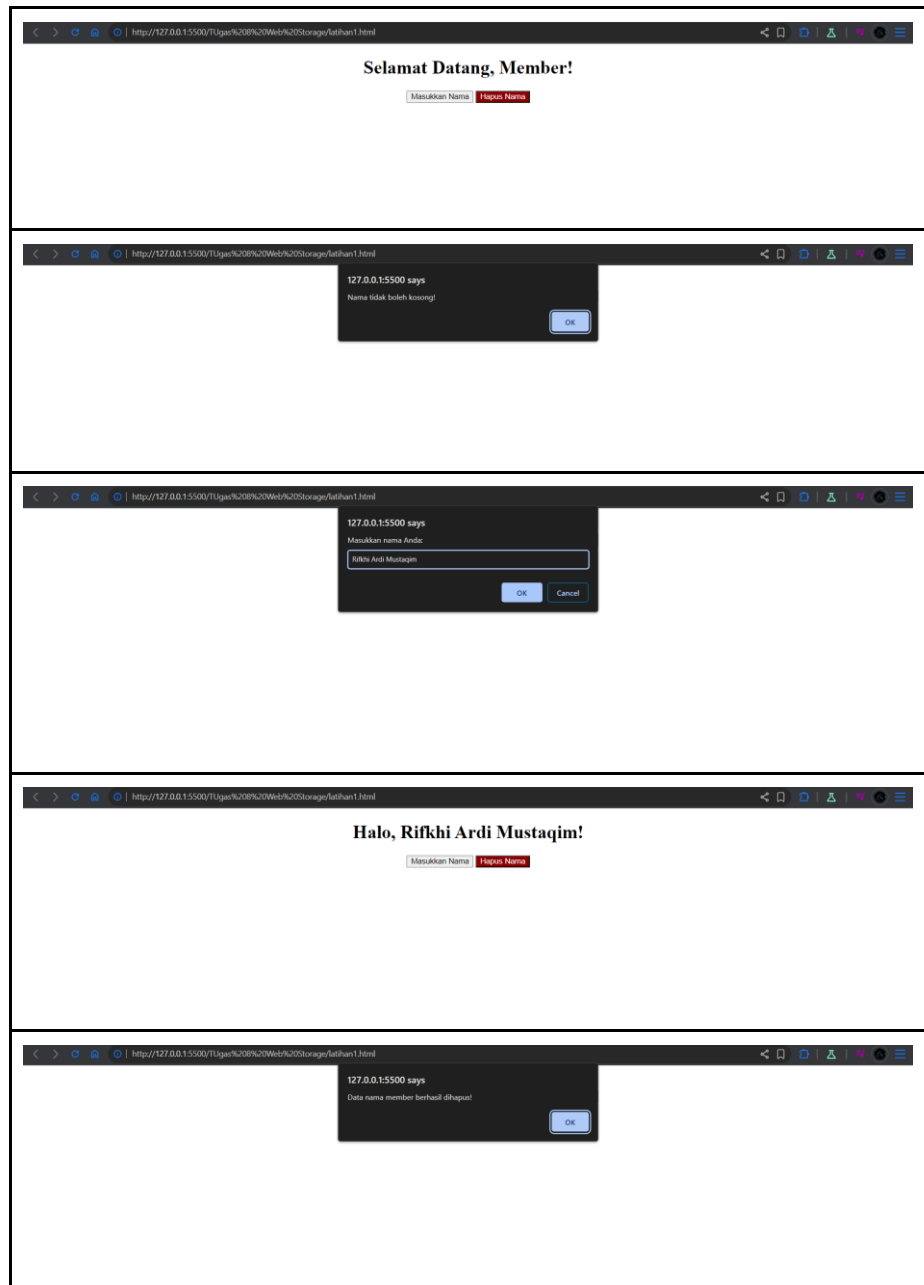 http://127.0.0.1:5500/TUgas%208%20Web%20Storage/latihan1.html
Selamat Datang, Member!
Masukkan Nama Hapus Nama
http://127.0.0.1:5500/TUgas%208%20Web%20Storage/latihan1.html
127.0.0.1:5500 says
Nama tidak boleh kosong!
OK
http://127.0.0.1:5500/TUgas%208%20Web%20Storage/latihan1.html
127.0.0.1:5500 says
Masukkan nama Anda:
Rifkhi Ardi Mustaqim
OK Cancel
http://127.0.0.1:5500/TUgas%208%20Web%20Storage/latihan1.html
Halo, Rifkhi Ardi Mustaqim!
Masukkan Nama Hapus Nama
http://127.0.0.1:5500/TUgas%208%20Web%20Storage/latihan1.html
127.0.0.1:5500 says
Data nama member berhasil dihapus!
OK